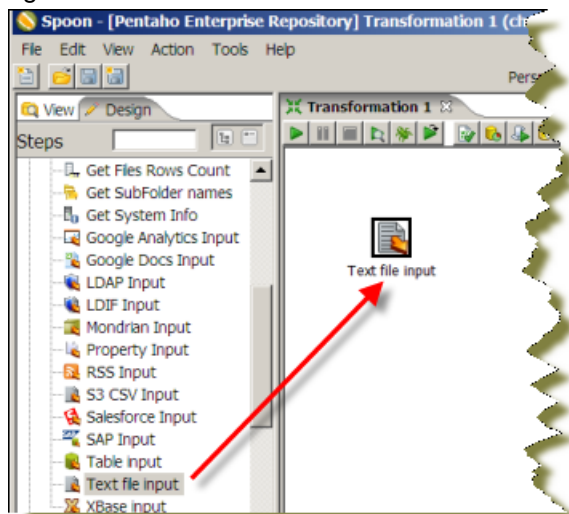 Spoon - [Pentaho Enterprise Repository] Transformation 1 (ch
File Edit View Action Tools Help
Pers
View Design
Transformation 1
Steps
Get Files Rows Count
Get SubFolder names
Get System Info
Google Analytics Input
Google Docs Input
LDAP Input
LDIF Input
Mondrian Input
Property Input
RSS Input
S3 CSV Input
Salesforce Input
SAP Input
Table input
Text file input
XBase input
Text file input